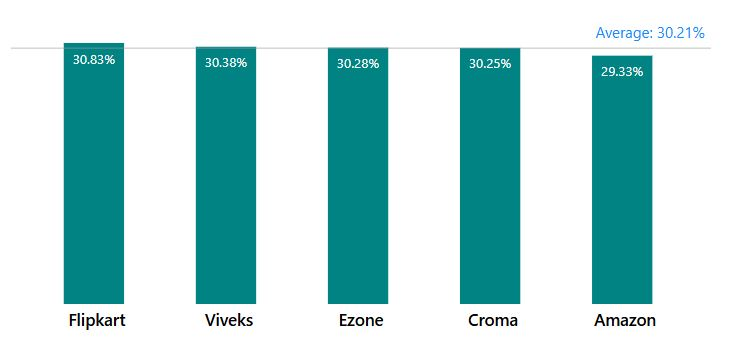 Average: 30.21%
30.83%
30.38%
30.28%
30.25%
29.33%
Flipkart
Viveks
Ezone
Croma
Amazon